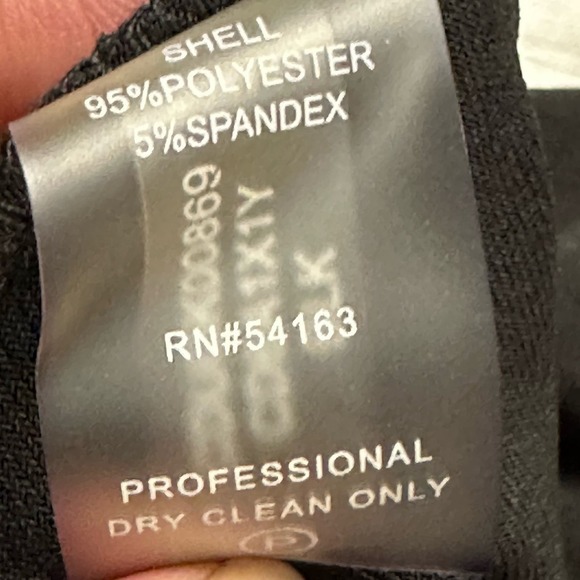 SHELL
95%POLYESTER
5%SPANDEX
RN#54163
PROFESSIONAL
DRY CLEAN ONLY
P